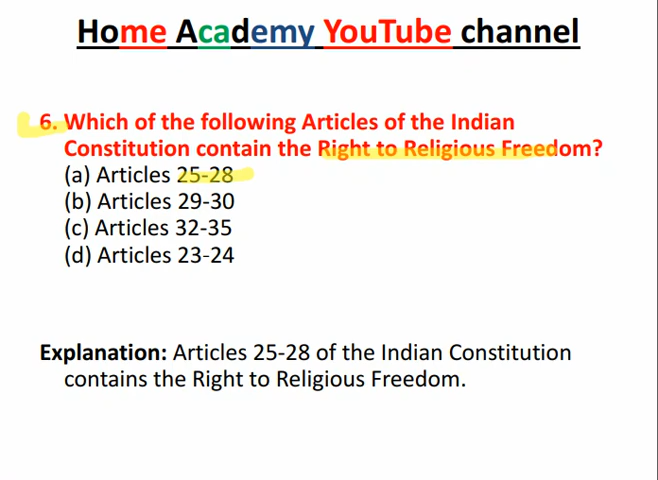 Home Academy YouTube channel
6. Which of the following Articles of the Indian
Constitution contain the Right to Religious Freedom?
(a) Articles 25-28
(b) Articles 29-30
(c) Articles 32-35
(d) Articles 23-24
Explanation: Articles 25-28 of the Indian Constitution
contains the Right to Religious Freedom.